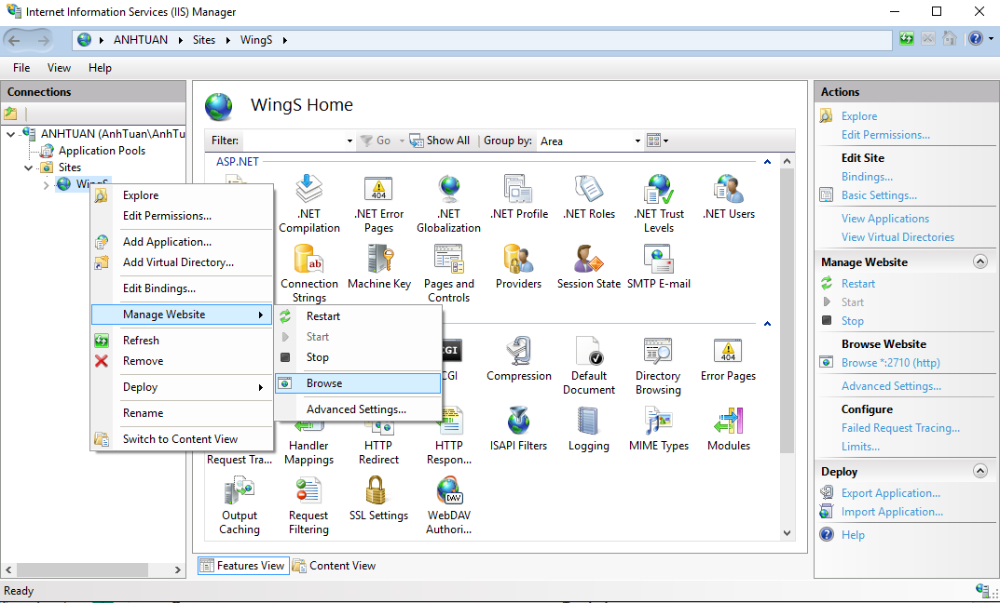 Internet Information Services (IIS) Manager
ANHTUAN
Sites
WingS
File
View
Help
Connections
ANHTUAN (AnhTuan\AnhTu
Application Pools
Sites
WingS
Explore
Edit Permissions...
Add Application...
Add Virtual Directory...
Edit Bindings...
Manage Website
Refresh
Remove
Deploy
Rename
Switch to Content View
Restart
Start
Stop
Browse
Advanced Settings...
WingS Home
Filter:
Go
Show All
Group by:
Area
ASP.NET
.NET
Compilation
.NET Error
Pages
.NET
Globalization
.NET Profile
.NET Roles
.NET Trust
Levels
.NET Users
Connection
Strings
Machine Key
Pages and
Controls
Providers
Session State
SMTP E-mail
CGI
Compression
Default
Document
Directory
Browsing
Error Pages
Request Tra...
Handler
Mappings
HTTP
Redirect
HTTP
Respon...
ISAPI Filters
Logging
MIME Types
Modules
Output
Caching
Request
Filtering
SSL Settings
WebDAV
Authori...
Features View
Content View
Actions
Explore
Edit Permissions...
Edit Site
Bindings...
Basic Settings...
View Applications
View Virtual Directories
Manage Website
Restart
Start
Stop
Browse Website
Browse *:2710 (http)
Advanced Settings...
Configure
Failed Request Tracing...
Limits...
Deploy
Export Application...
Import Application...
Help
Ready